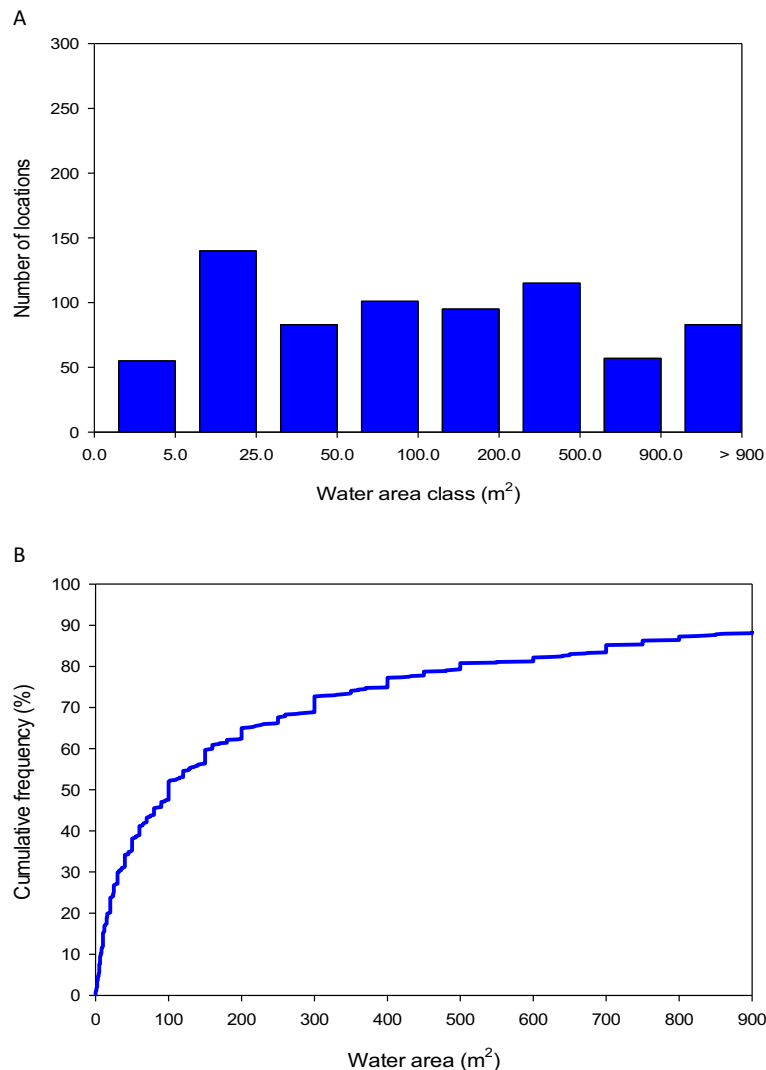 A
300
250
200
150
100
50
0
Number of locations
0.0 5.0 25.0 50.0 100.0 200.0 500.0 900.0 > 900
Water area class (m²)
B
100
90
80
70
60
50
40
30
20
10
0
Cumulative frequency (%)
0 100 200 300 400 500 600 700 800 900
Water area (m²)